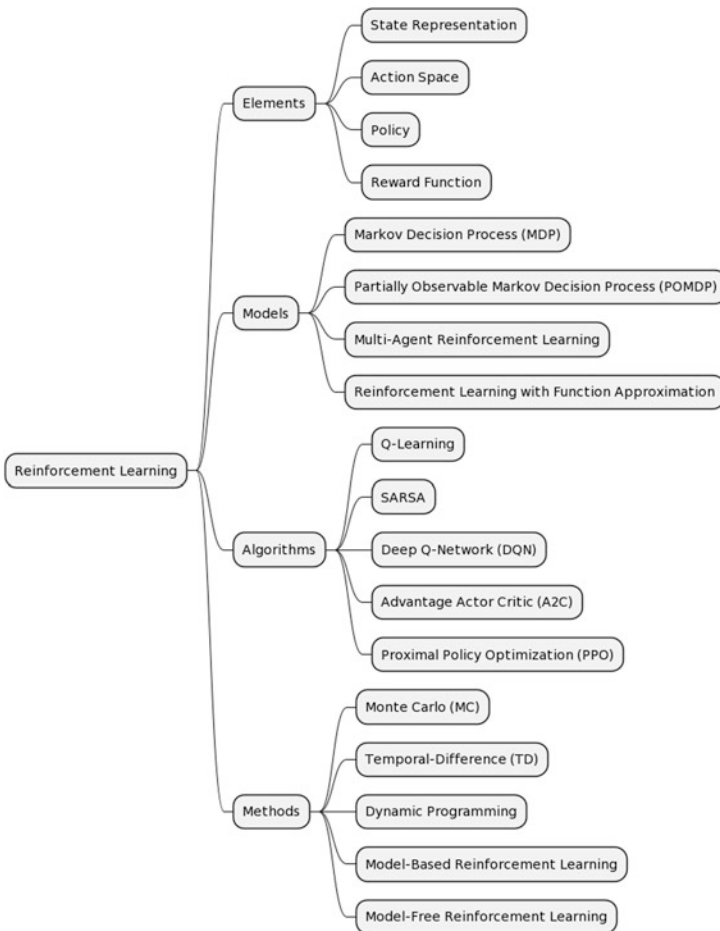 Reinforcement Learning
Elements
State Representation
Action Space
Policy
Reward Function
Models
Markov Decision Process (MDP)
Partially Observable Markov Decision Process (POMDP)
Multi-Agent Reinforcement Learning
Reinforcement Learning with Function Approximation
Algorithms
Q-Learning
SARSA
Deep Q-Network (DQN)
Advantage Actor Critic (A2C)
Proximal Policy Optimization (PPO)
Methods
Monte Carlo (MC)
Temporal-Difference (TD)
Dynamic Programming
Model-Based Reinforcement Learning
Model-Free Reinforcement Learning